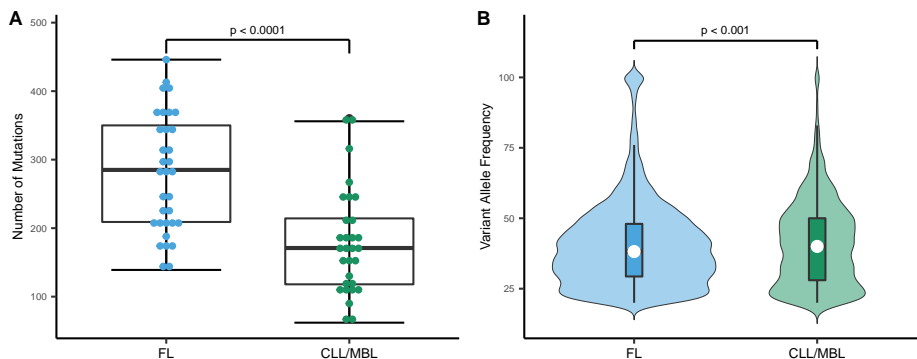 A
Number of Mutations
500
400
300
200
100
p < 0.0001
FL
CLL/MBL
B
Variant Allele Frequency
100
75
50
25
p < 0.001
FL
CLL/MBL